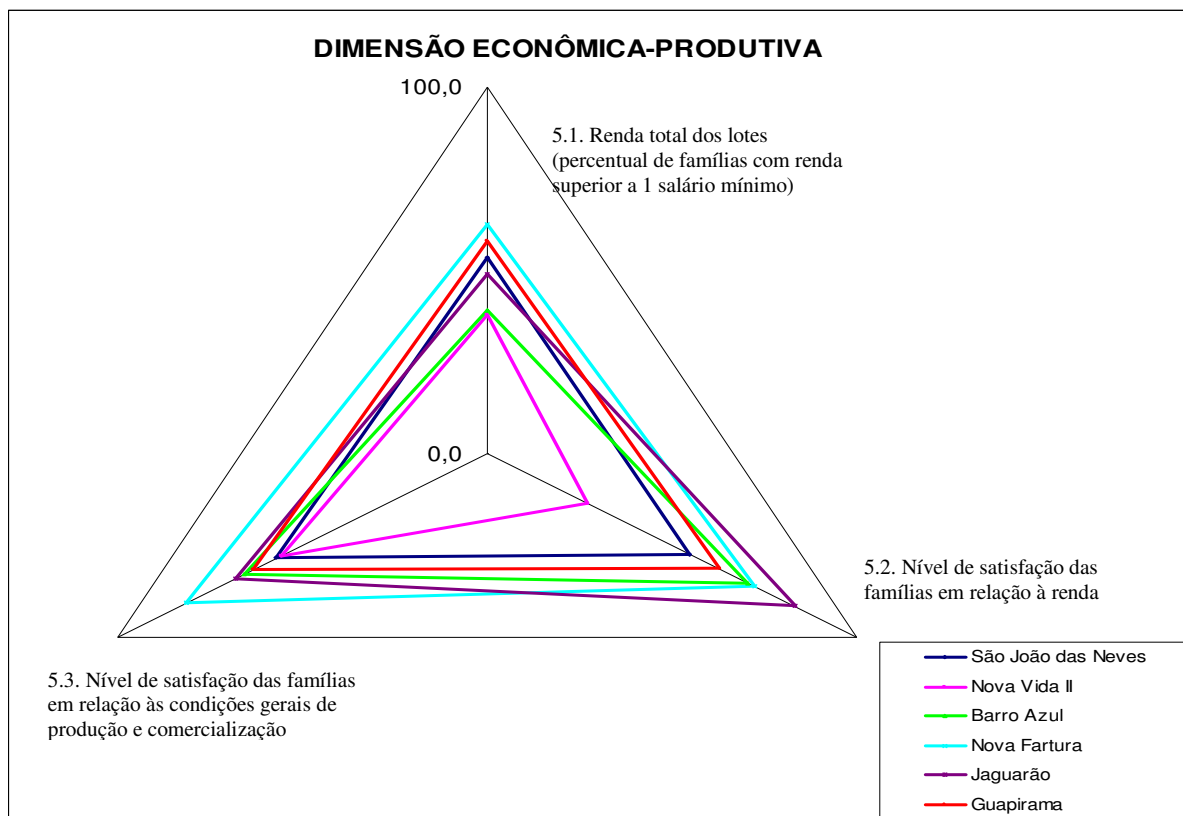 DIMENSÃO ECONÔMICA-PRODUTIVA
100,0
5.1. Renda total dos lotes
(percentual de famílias com renda
superior a 1 salário mínimo)
0,0
5.2. Nível de satisfação das
famílias em relação à renda
5.3. Nível de satisfação das famílias
em relação às condições gerais de
produção e comercialização
São João das Neves
Nova Vida II
Barro Azul
Nova Fartura
Jaguarão
Guapirama